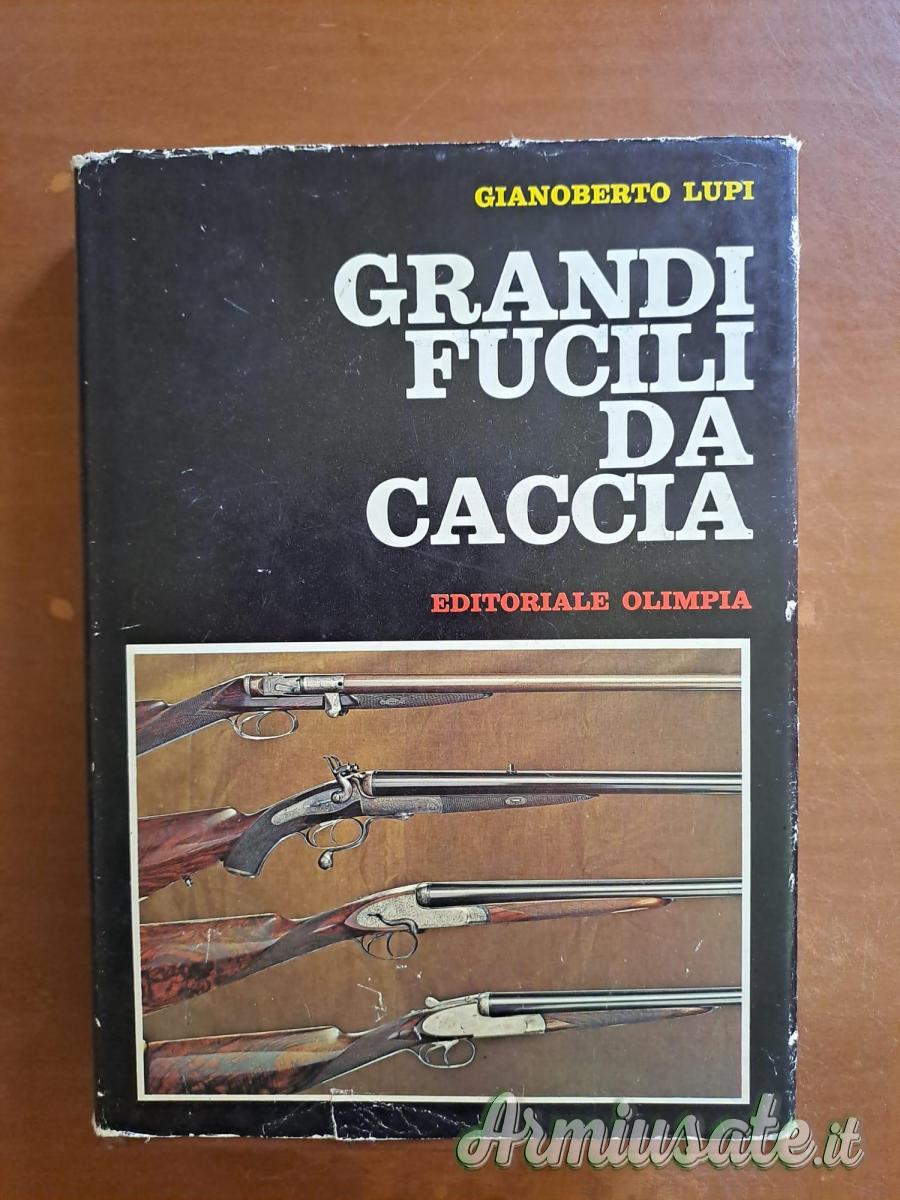 GIANOBERTO LUPI
GRANDI
FUCILI
DA
CACCIA
EDITORIALE OLIMPIA
Armiusate.it